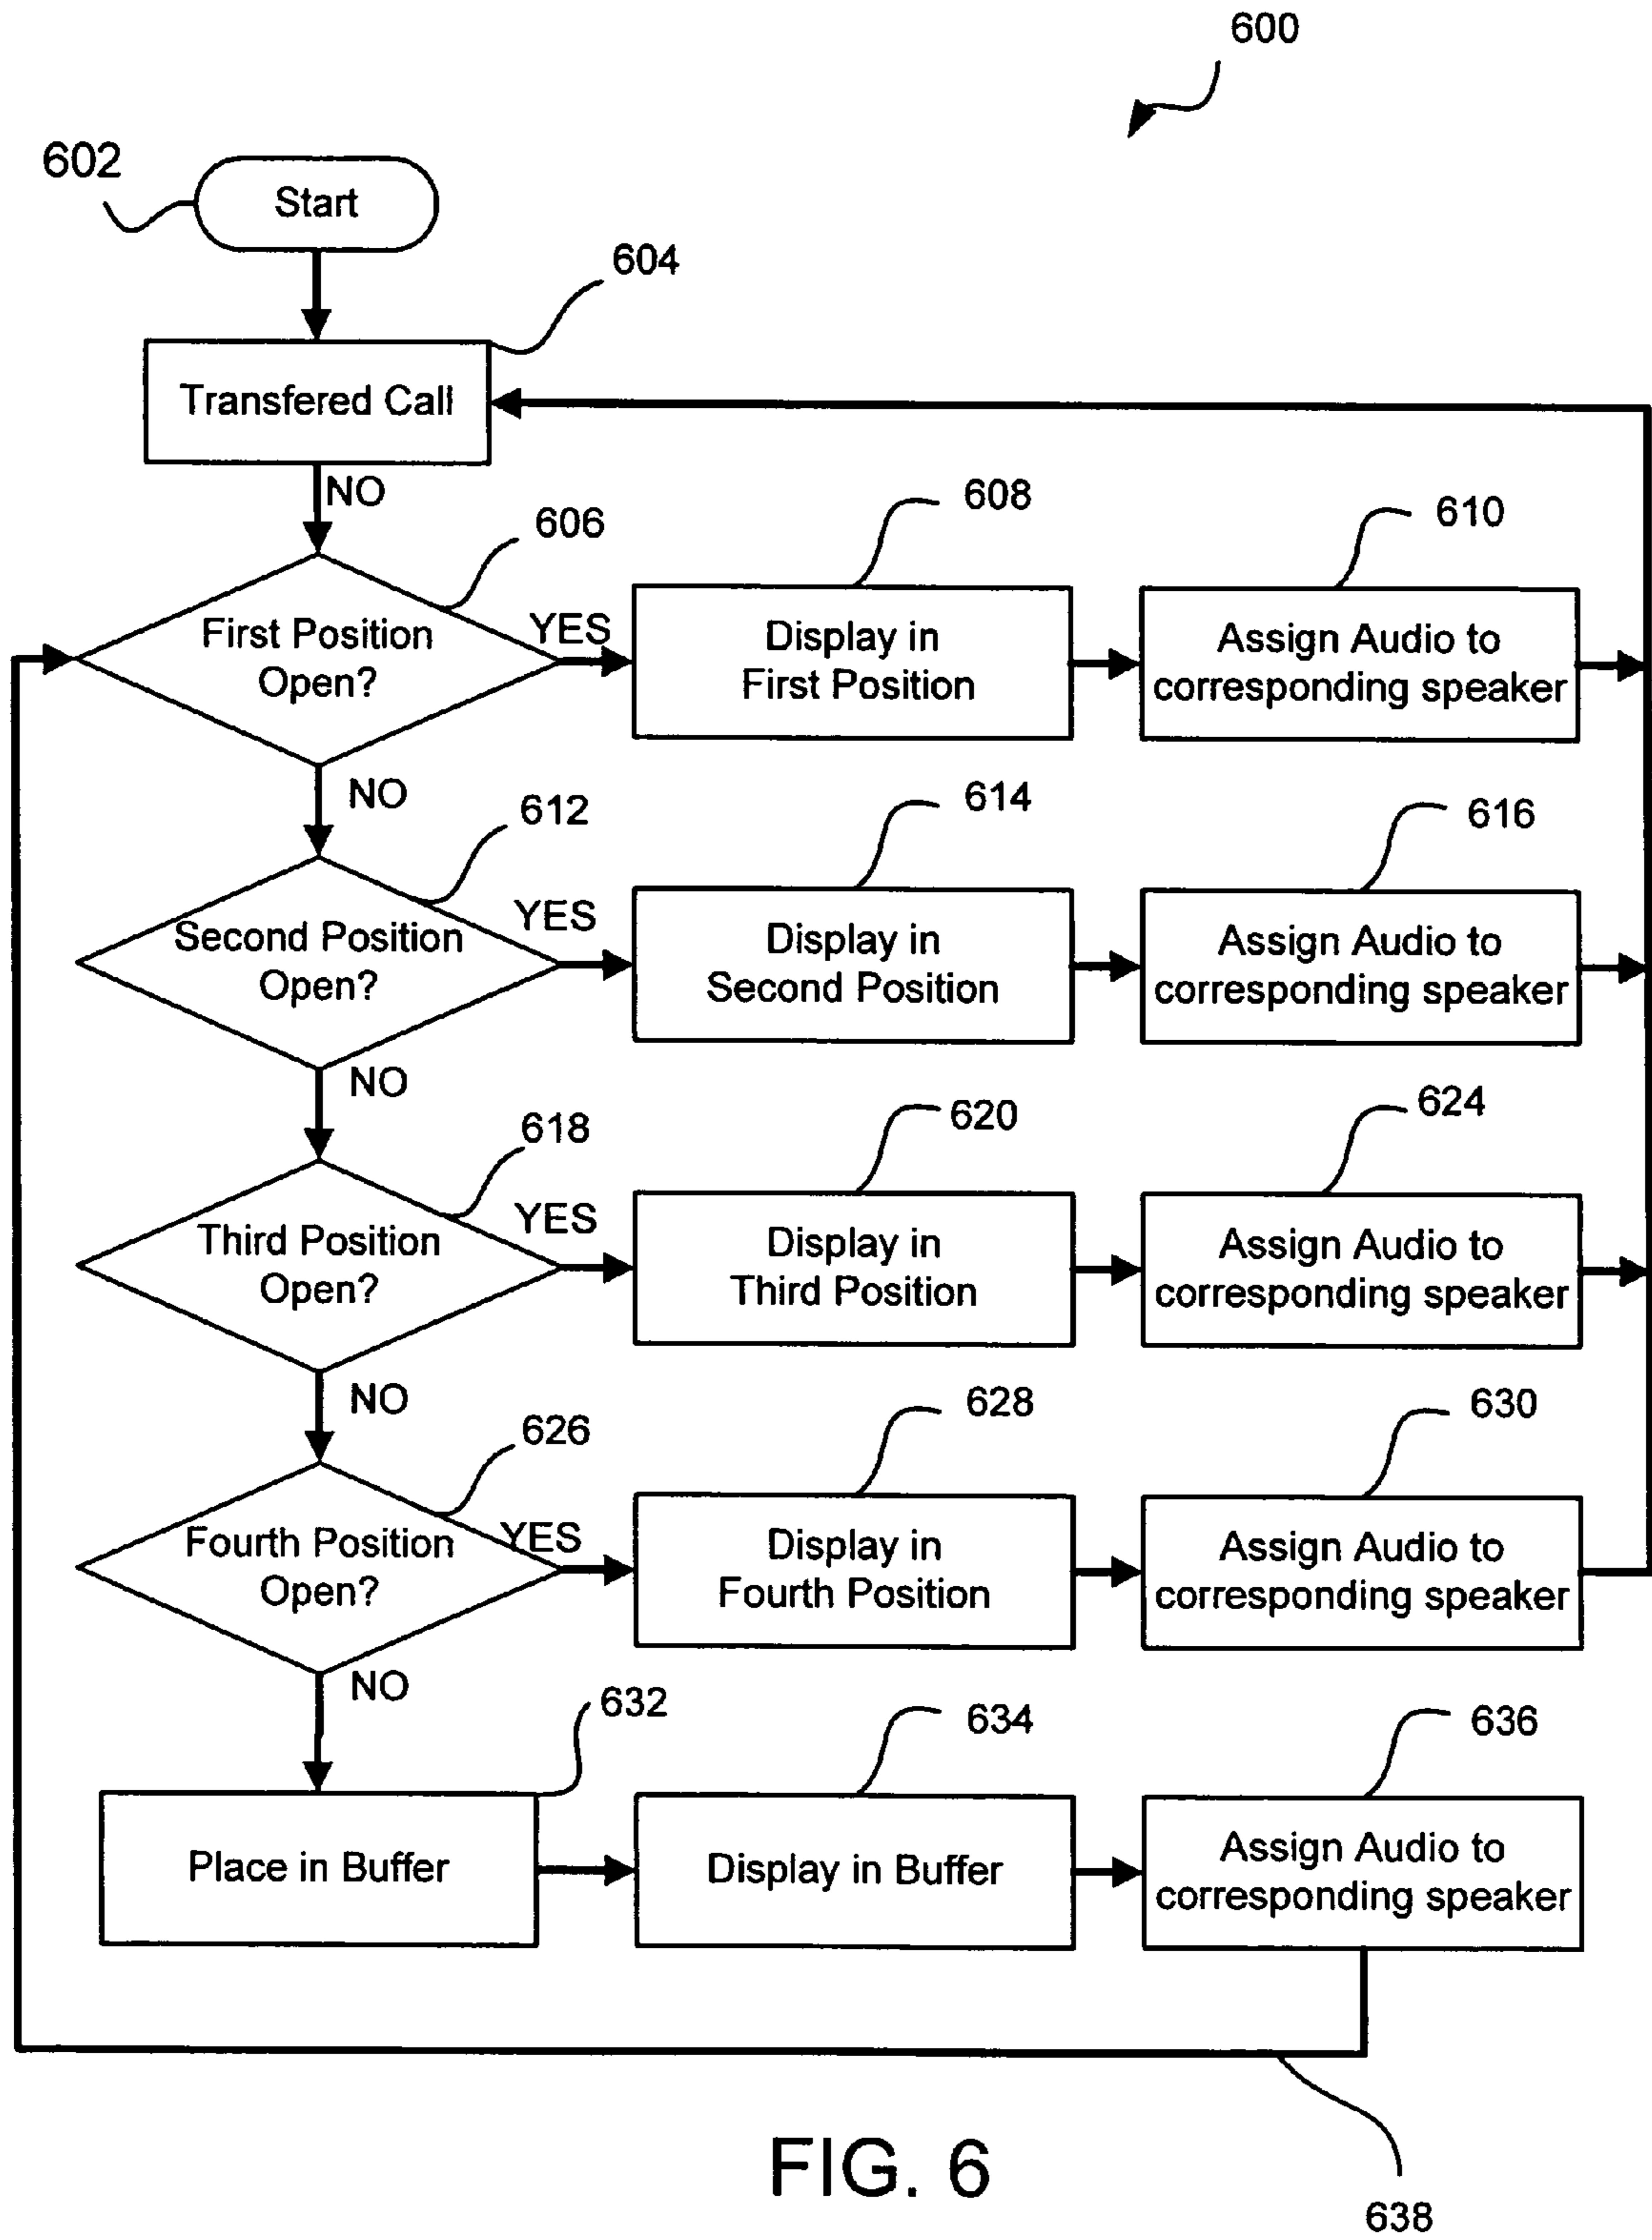 600
602
Start
604
Transfered Call
NO
606
608
610
First Position
Open?
YES
Display in
First Position
Assign Audio to
corresponding speaker
NO
612
614
616
Second Position
Open?
YES
Display in
Second Position
Assign Audio to
corresponding speaker
NO
618
620
624
Third Position
Open?
YES
Display in
Third Position
Assign Audio to
corresponding speaker
NO
626
628
630
Fourth Position
Open?
YES
Display in
Fourth Position
Assign Audio to
corresponding speaker
NO
632
634
636
Place in Buffer
Display in Buffer
Assign Audio to
corresponding speaker
FIG. 6
638